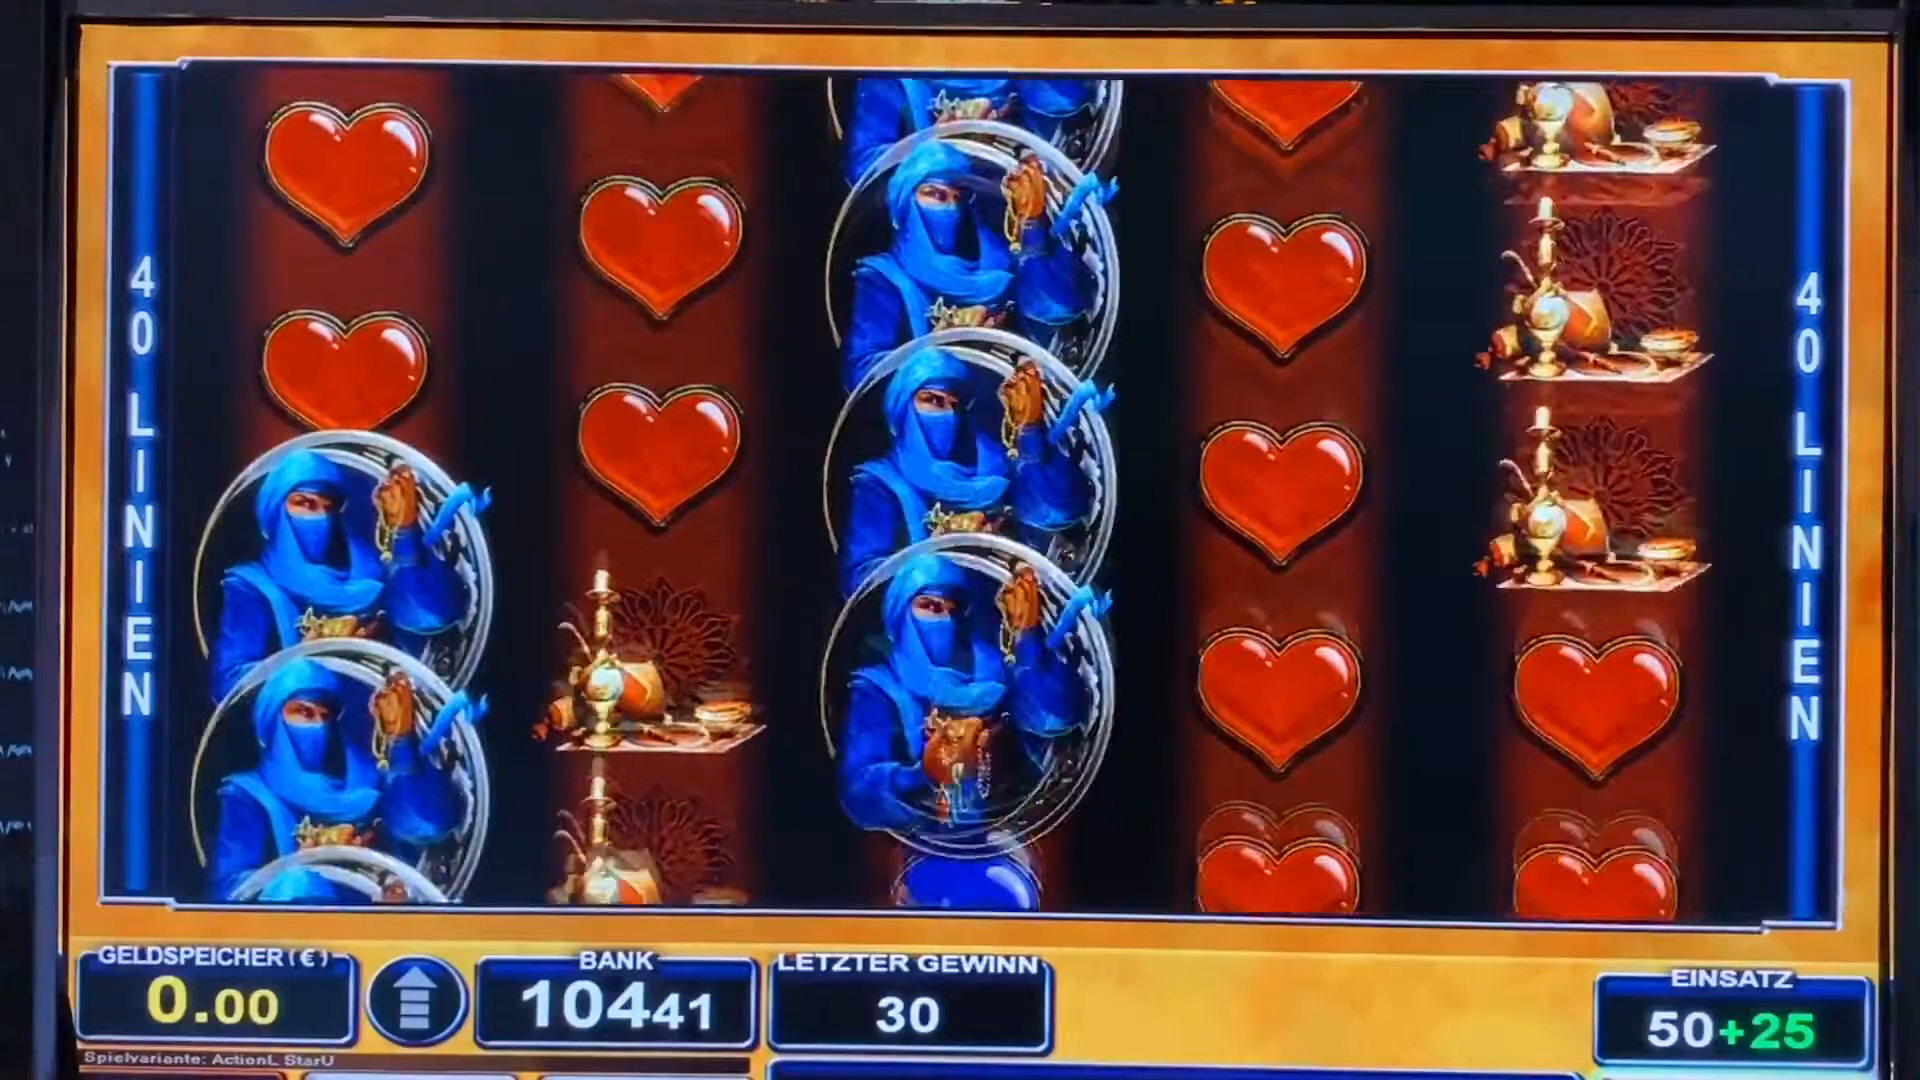 40 LINIEN
40 LINIEN
GELDSPEICHER (€)
0.00
BANK
10441
LETZTER GEWINN
30
EINSATZ
50+25
Spielvariante: ActionL StarU